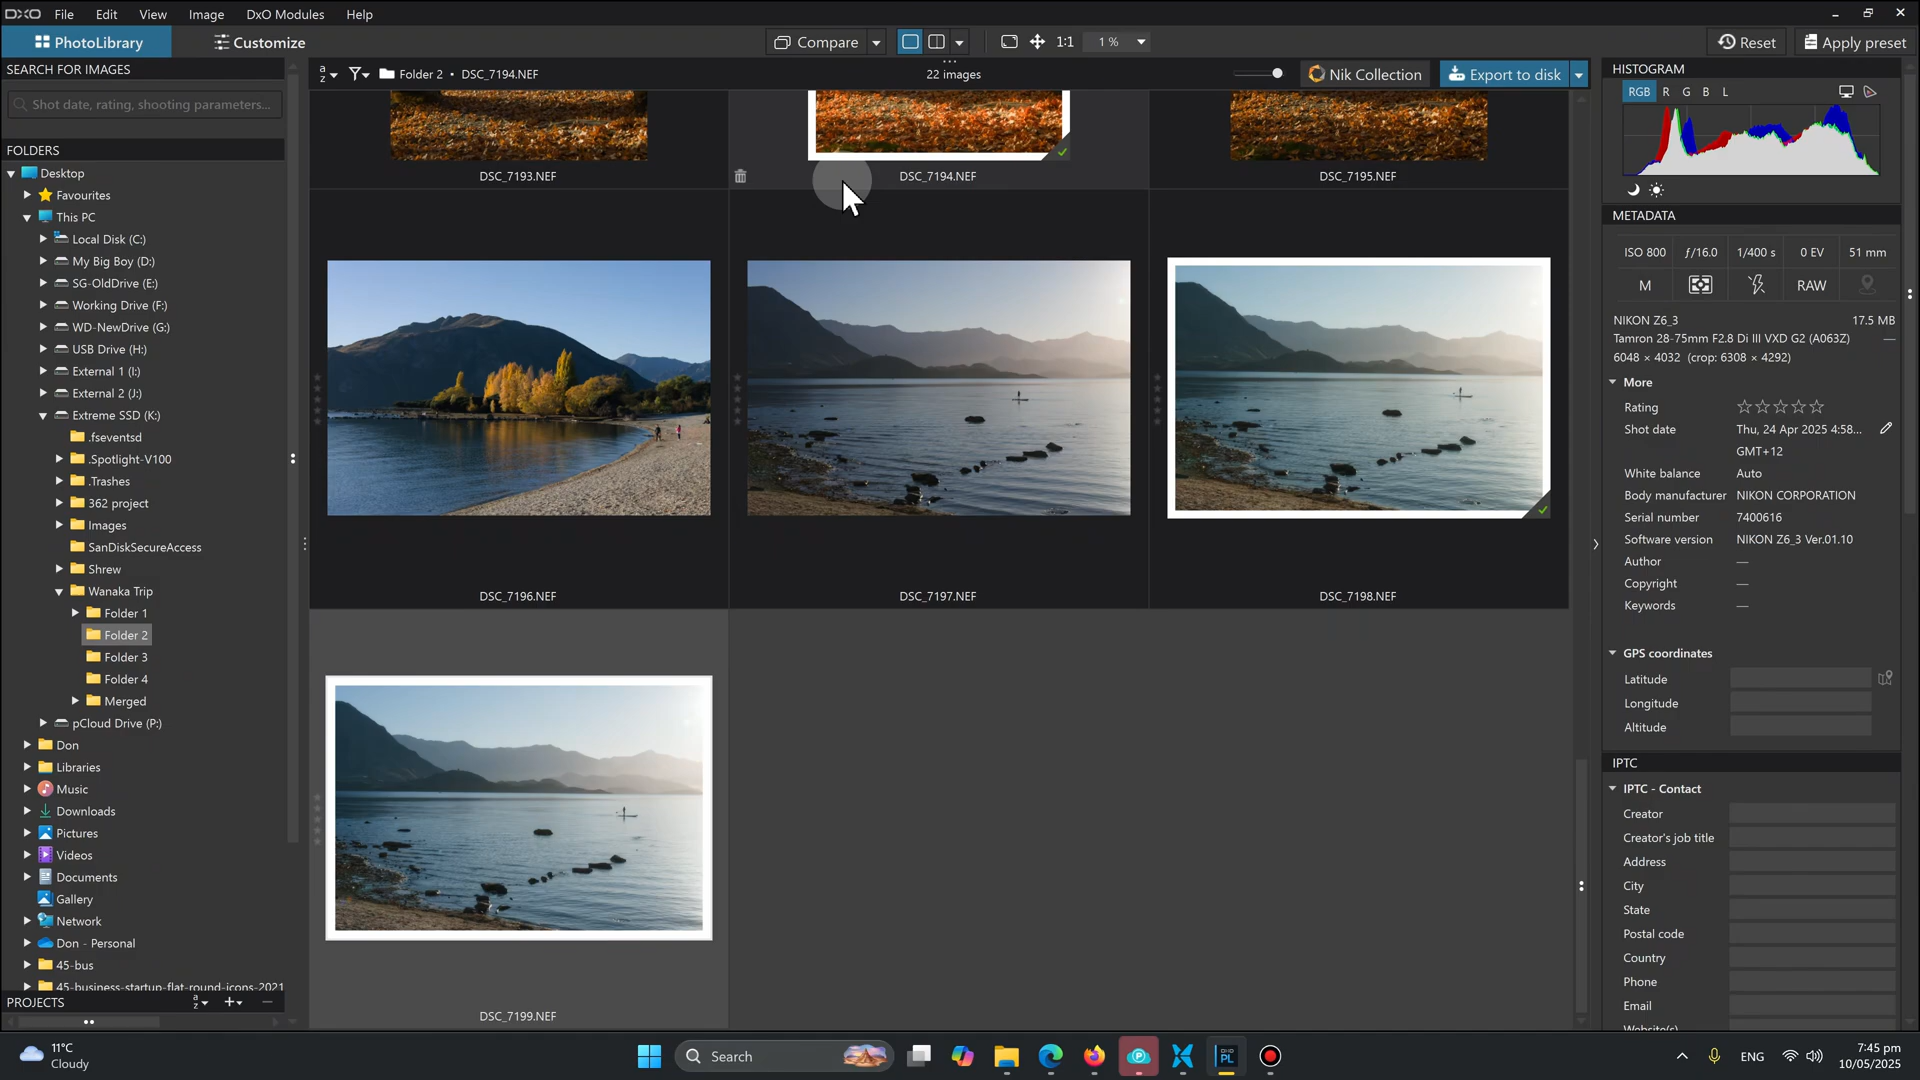 DXO File Edit View Image DxO Modules Help
PhotoLibrary Customize Compare 1:1 1 % Reset Apply preset
SEARCH FOR IMAGES
Folder 2 • DSC_7194.NEF 22 images Nik Collection Export to disk
Shot date, rating, shooting parameters...
FOLDERS
Desktop
Favourites
This PC
Local Disk (C:)
My Big Boy (D:)
SG-OldDrive (E:)
Working Drive (F:)
WD-NewDrive (G:)
USB Drive (H:)
External 1 (I:)
External 2 (J:)
Extreme SSD (K:)
.fseventsd
.Spotlight-V100
.Trashes
362 project
Images
SanDiskSecureAccess
Shrew
Wanaka Trip
Folder 1
Folder 2
Folder 3
Folder 4
Merged
pCloud Drive (P:)
Don
Libraries
Music
Downloads
Pictures
Videos
Documents
Gallery
Network
Don - Personal
45-bus
45-business-startup-flat-round-icons-2021
PROJECTS
DSC_7193.NEF DSC_7194.NEF DSC_7195.NEF
DSC_7196.NEF DSC_7197.NEF DSC_7198.NEF
DSC_7199.NEF
HISTOGRAM
RGB R G B L
METADATA
ISO 800 ƒ/16.0 1/400 s 0 EV 51 mm
M RAW
NIKON Z6_3 17.5 MB
Tamron 28-75mm F2.8 Di III VXD G2 (A063Z) —
6048 × 4032 (crop: 6308 × 4292)
More
Rating
Shot date Thu, 24 Apr 2025 4:58...
GMT+12
White balance Auto
Body manufacturer NIKON CORPORATION
Serial number 7400616
Software version NIKON Z6_3 Ver.01.10
Author —
Copyright —
Keywords —
GPS coordinates
Latitude
Longitude
Altitude
IPTC
IPTC - Contact
Creator
Creator's job title
Address
City
State
Postal code
Country
Phone
Email
Website(s)
11°C
Cloudy
Search
PL
ENG
7:45 pm
10/05/2025